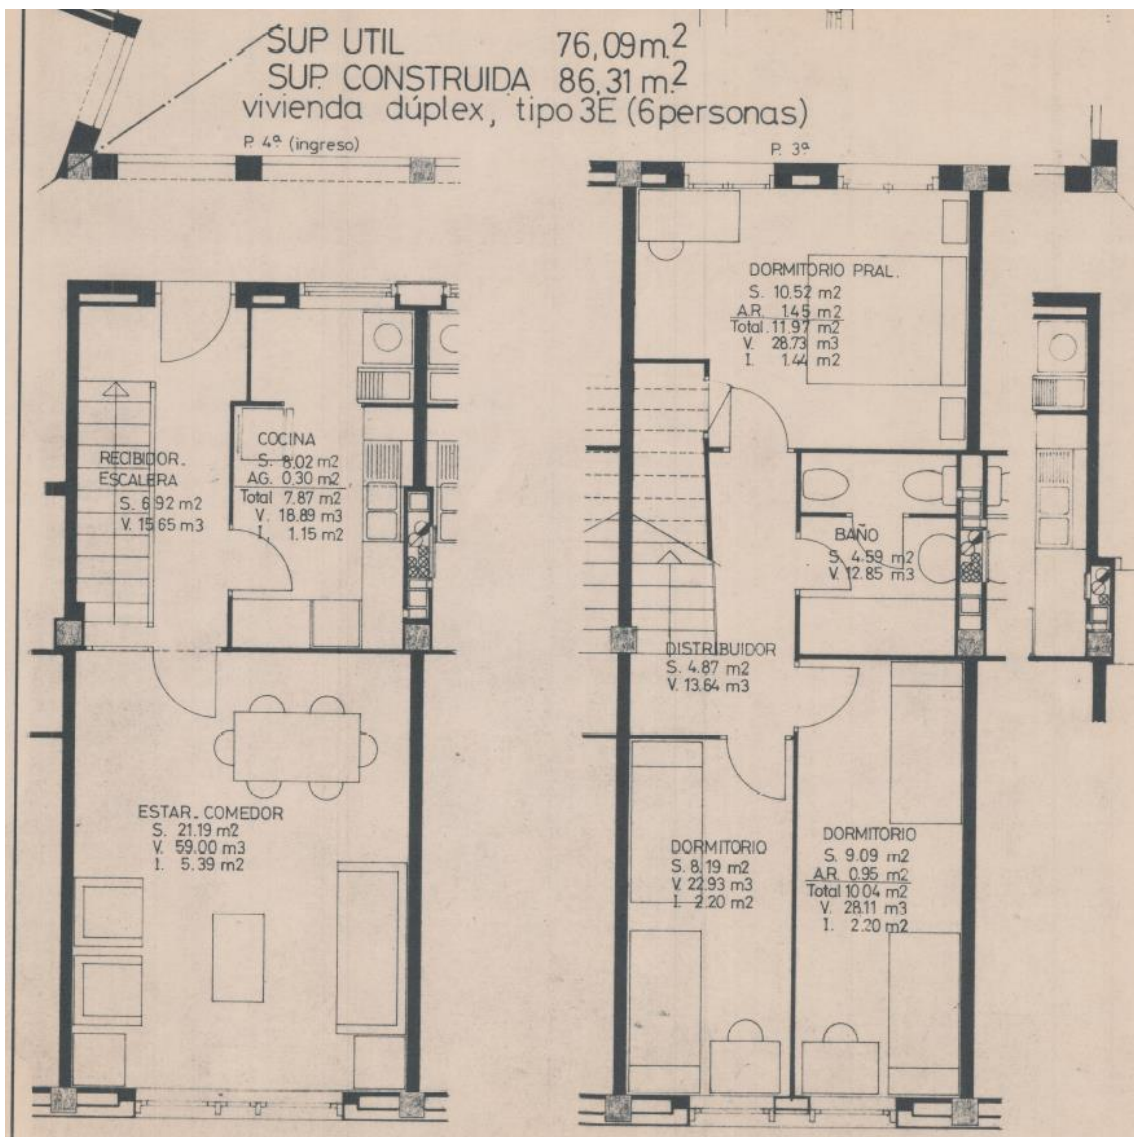 SUP UTIL 76,09 m.2
SUP. CONSTRUIDA 86,31 m.2
vivienda dúplex, tipo 3E (6personas)
P. 4ª (ingreso)
P. 3ª
DORMITORIO PRAL.
S. 10.52 m2
A.R. 1.45 m2
Total 11.97 m2
V. 28.73 m3
I. 1.44 m2
RECIBIDOR_
ESCALERA
S. 6.92 m2
V. 15.65 m3
COCINA
S. 8.02 m2
AG. 0.30 m2
Total 7.87 m2
V. 18.89 m3
I. 1.15 m2
BAÑO
S. 4.59 m2
V. 12.85 m3
DISTRIBUIDOR
S. 4.87 m2
V. 13.64 m3
ESTAR_COMEDOR
S. 21.19 m2
V. 59.00 m3
I. 5.39 m2
DORMITORIO
S. 8.19 m2
V. 22.93 m3
I. 2.20 m2
DORMITORIO
S. 9.09 m2
A.R. 0.95 m2
Total 10.04 m2
V. 28.11 m3
I. 2.20 m2